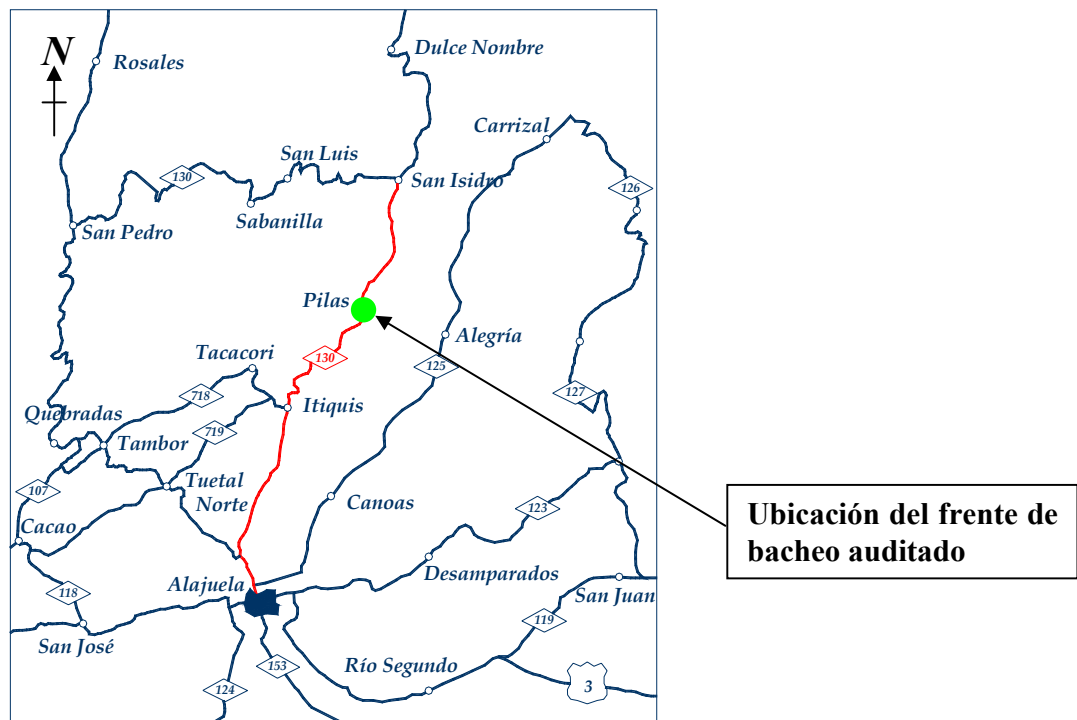 Dulce Nombre
N
Rosales
Carrizal
San Luis
130
San Isidro
126
Sabanilla
San Pedro
Pilas
Alegría
130
Tacacori
125
718
127
Itiquis
Quebradas
719
Tambor
Tuetal
Norte
107
Canoas
123
Cacao
Ubicación del frente de
bacheo auditado
Desamparados
Alajuela
118
San Juan
119
San José
Río Segundo
153
124
3